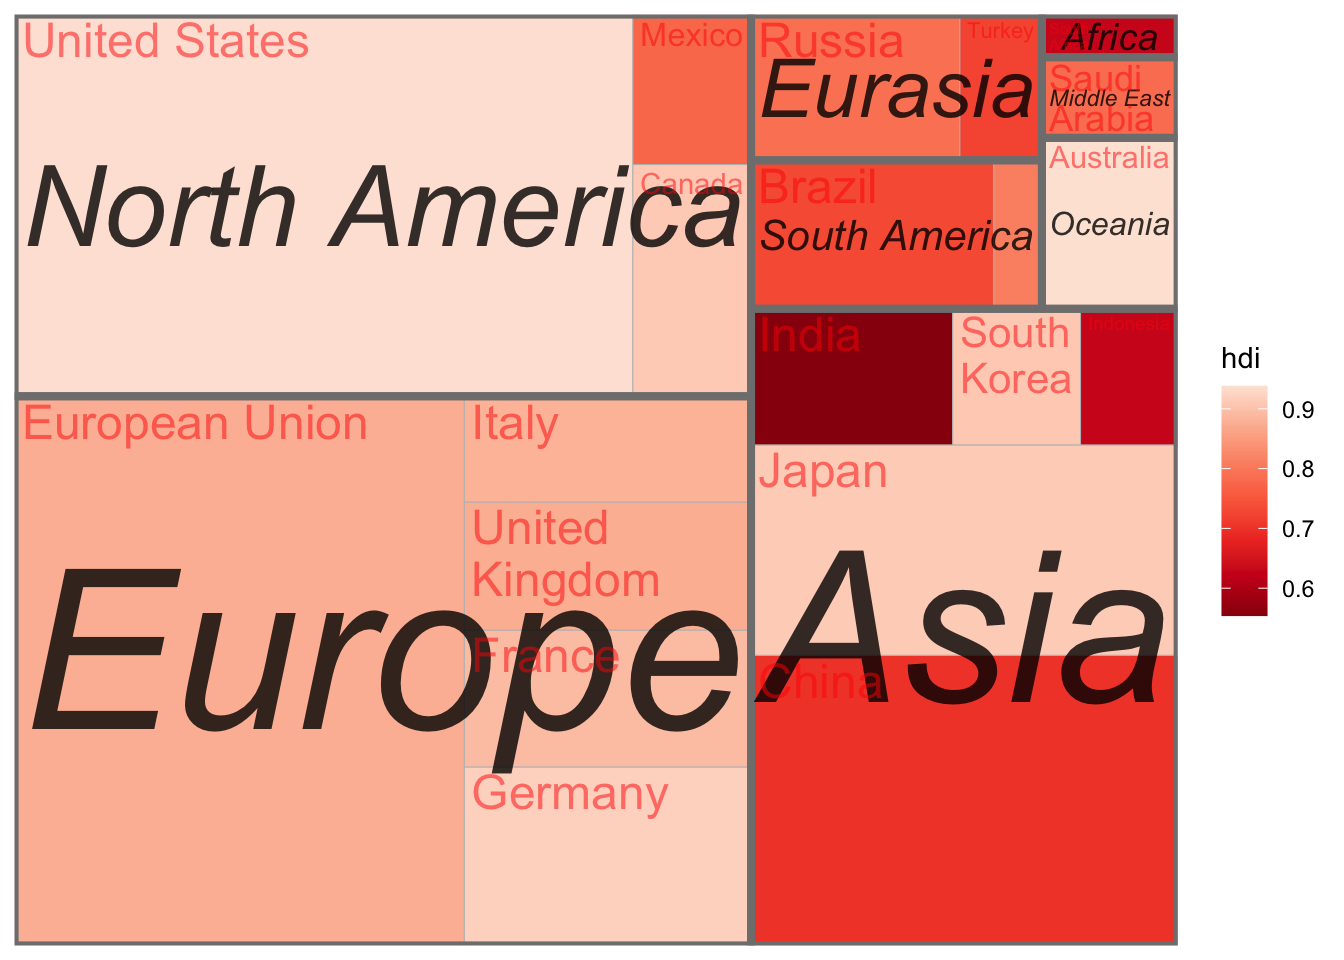 United States
Mexico
Canada
North America
Russia
Turkey
Eurasia
Africa
Saudi
Arabia
Middle East
Australia
Oceania
Brazil
South America
European Union
Italy
United
Kingdom
France
Germany
Europe
India
South
Korea
Indonesia
Japan
China
Asia
hdi
0.9
0.8
0.7
0.6